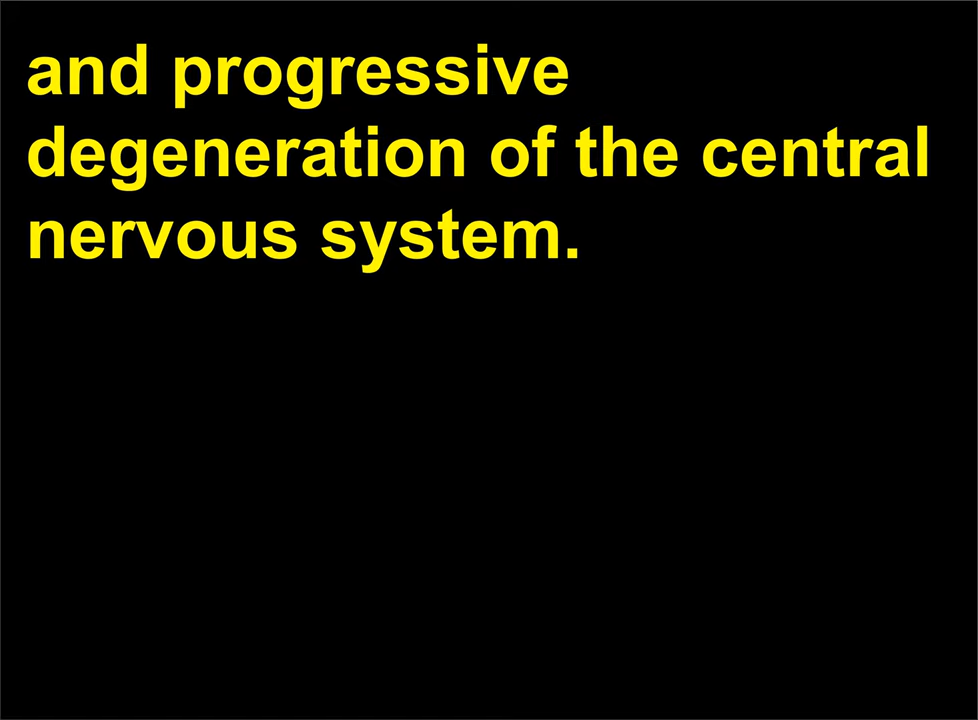 and progressive
degeneration of the central
nervous system.